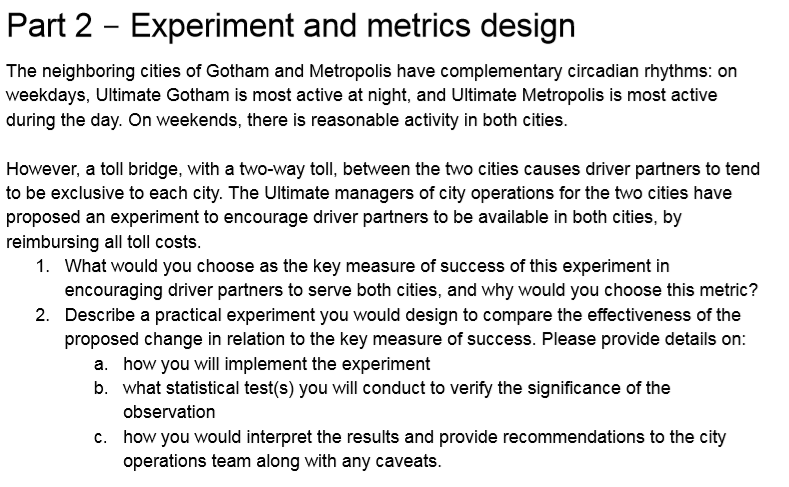 Part 2 – Experiment and metrics design
The neighboring cities of Gotham and Metropolis have complementary circadian rhythms: on
weekdays, Ultimate Gotham is most active at night, and Ultimate Metropolis is most active
during the day. On weekends, there is reasonable activity in both cities.
However, a toll bridge, with a two-way toll, between the two cities causes driver partners to tend
to be exclusive to each city. The Ultimate managers of city operations for the two cities have
proposed an experiment to encourage driver partners to be available in both cities, by
reimbursing all toll costs.
1. What would you choose as the key measure of success of this experiment in
encouraging driver partners to serve both cities, and why would you choose this metric?
2. Describe a practical experiment you would design to compare the effectiveness of the
proposed change in relation to the key measure of success. Please provide details on:
a. how you will implement the experiment
b. what statistical test(s) you will conduct to verify the significance of the
observation
c. how you would interpret the results and provide recommendations to the city
operations team along with any caveats.